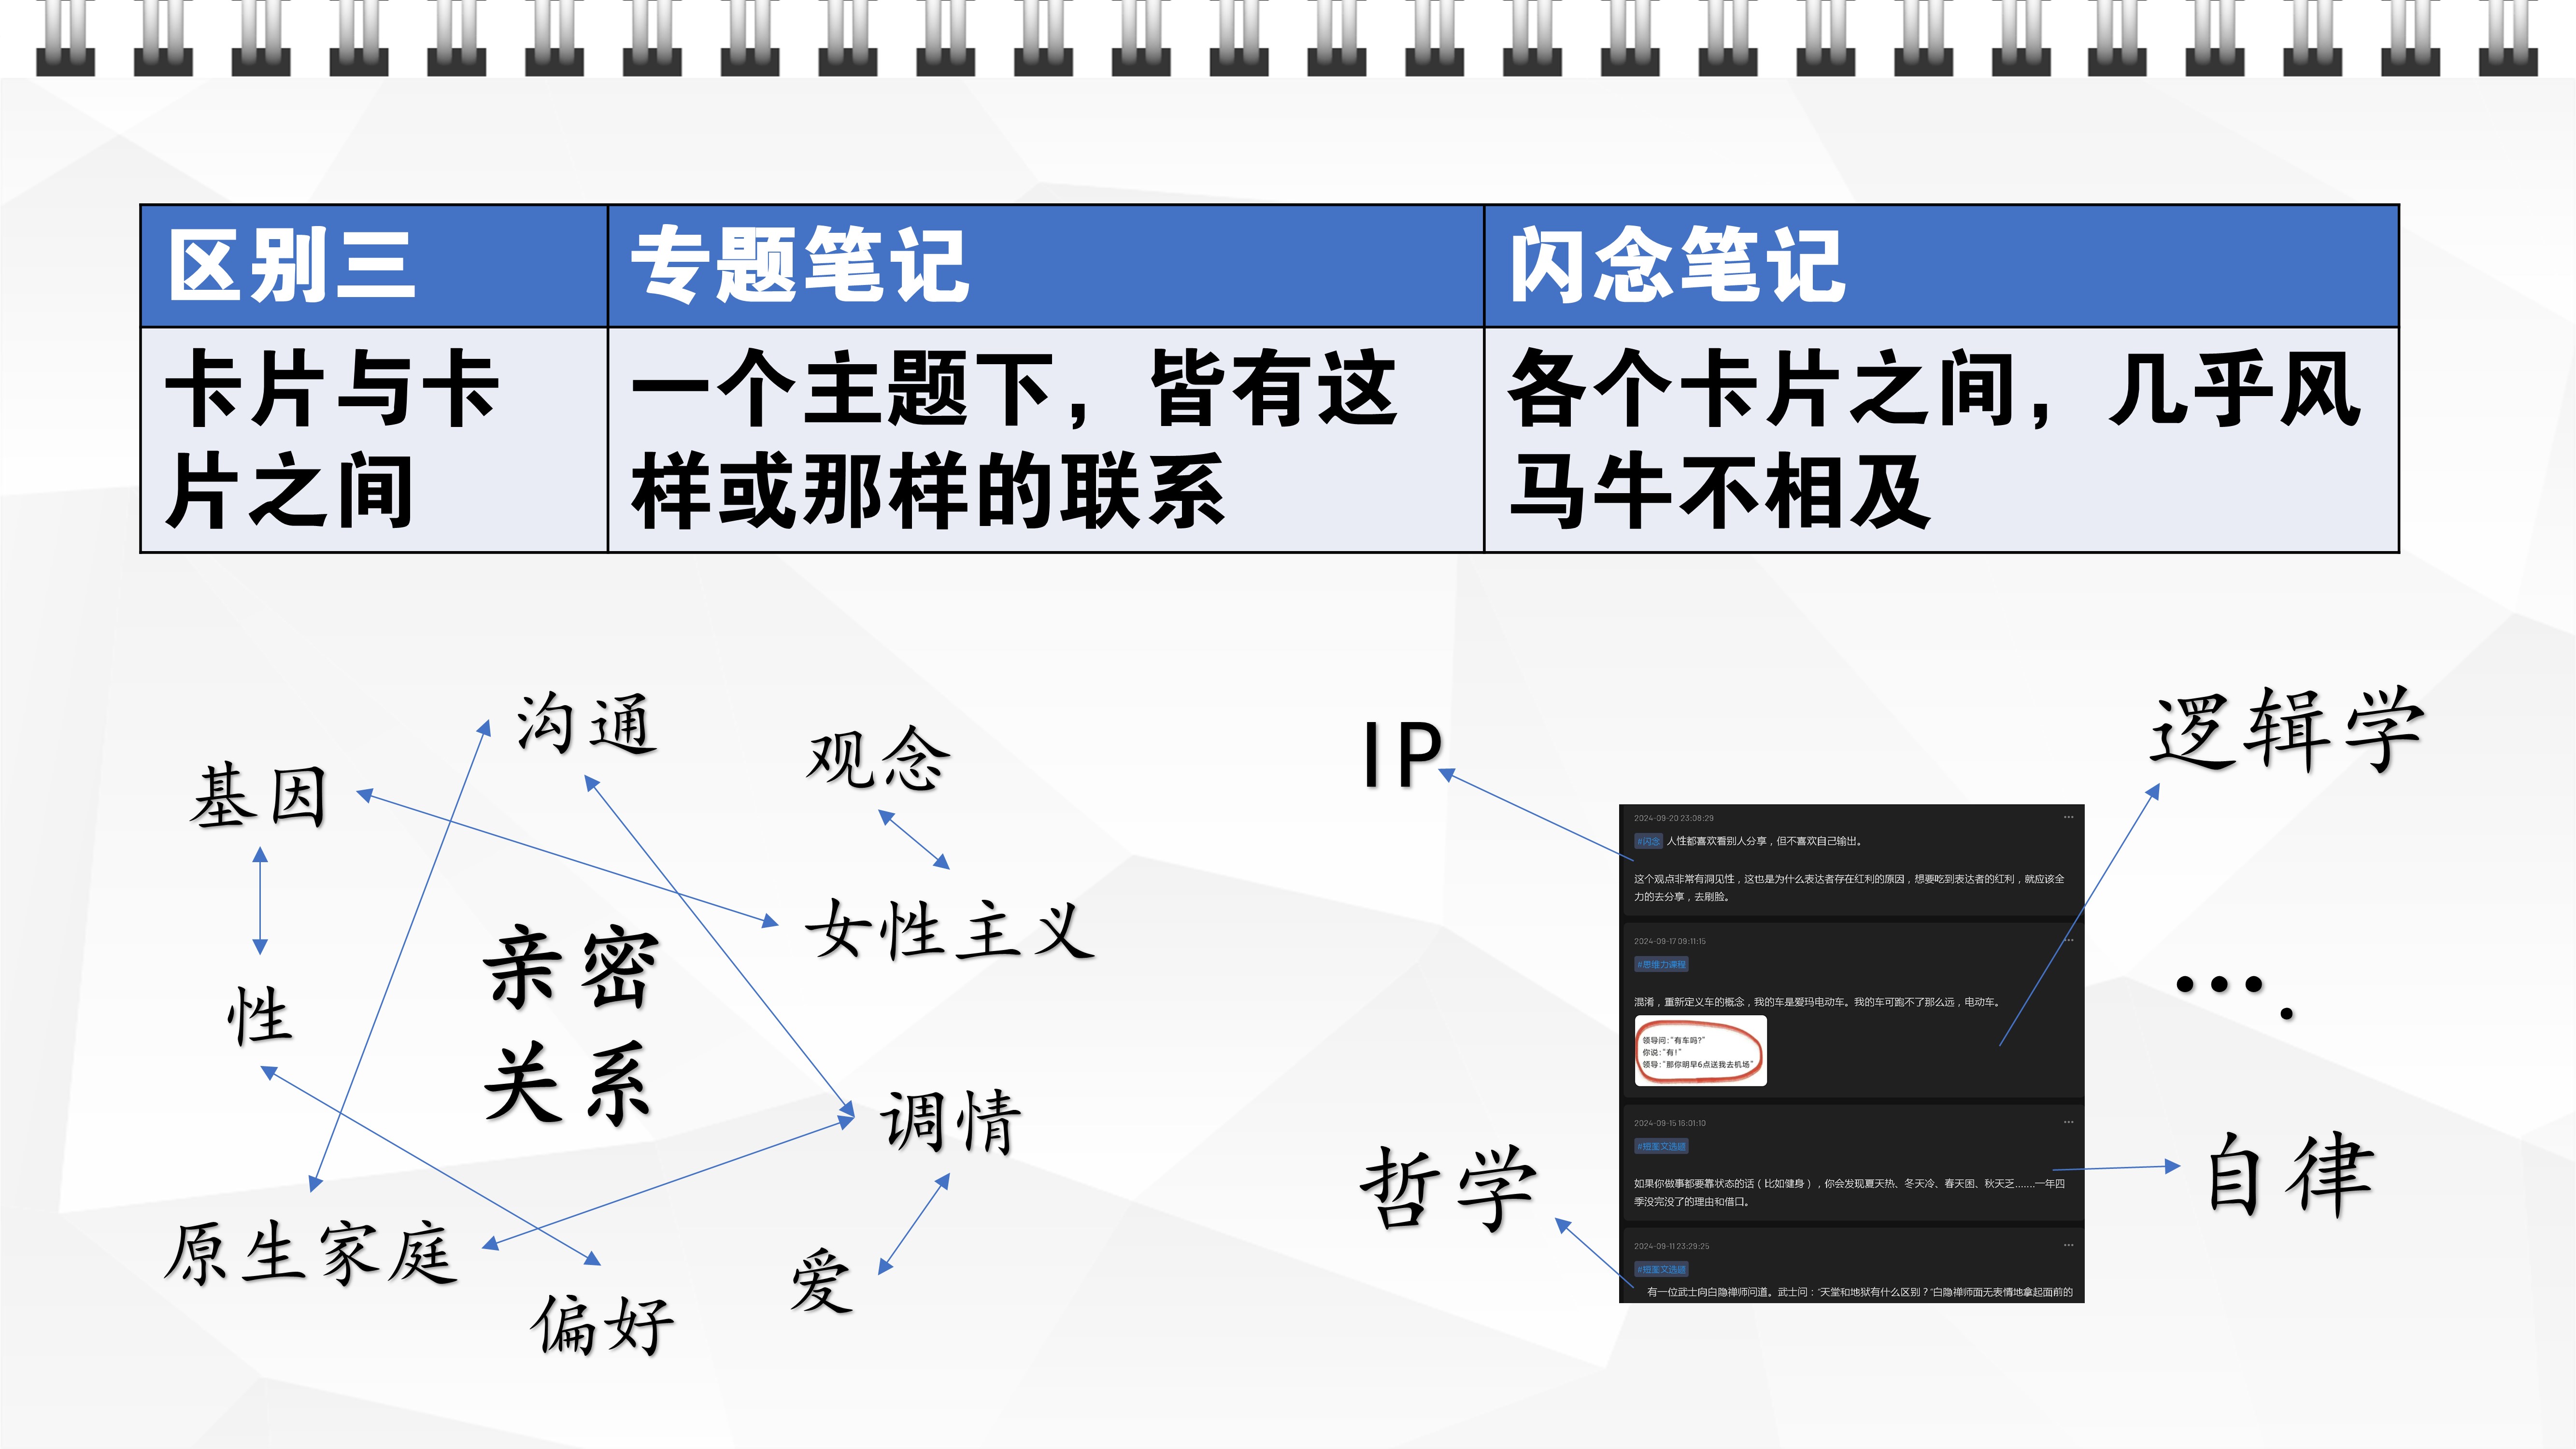 区别三
专题笔记
闪念笔记
卡片与卡
片之间
一个主题下，皆有这
样或那样的联系
各个卡片之间，几乎风
马牛不相及
沟通
观念
基因
女性主义
亲密
关系
性
调情
原生家庭
爱
偏好
IP
逻辑学
2024-09-20 23:08:29
#闪念 人性都喜欢看别人分享，但不喜欢自己输出。
这个观点非常有洞见性，这也是为什么表达者存在红利的原因，想要吃到表达者的红利，就应该全
力的去分享，去刷脸。
2024-09-17 09:11:15
#思维力课程
混淆，重新定义车的概念，我的车是爱玛电动车。我的车可跑不了那么远，电动车。
领导问：“有车吗？”
你说：“有！”
领导：“那你明早6点送我去机场”
….
2024-09-15 16:01:10
#短图文选题
如果你做事都要靠状态的话（比如健身），你会发现夏天热、冬天冷、春天困、秋天乏.......一年四
季没完没了的理由和借口。
自律
哲学
2024-09-11 23:29:25
#短图文选题
有一位武士向白隐禅师问道。武士问：“天堂和地狱有什么区别？”白隐禅师面无表情地拿起面前的